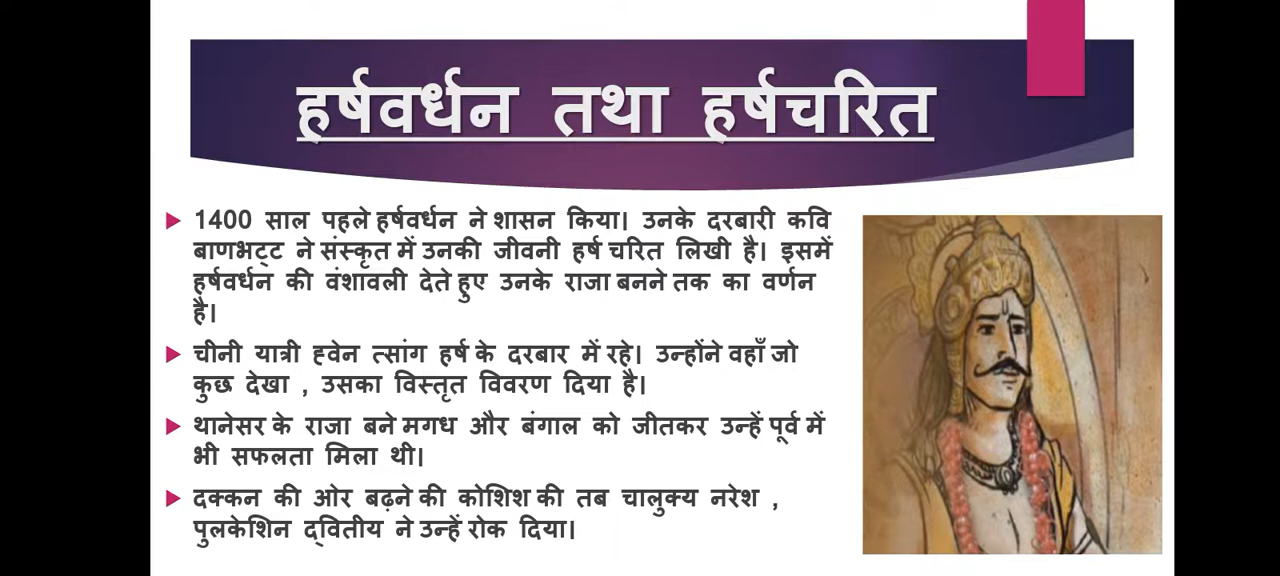 हर्षवर्धन तथा हर्षचरित
1400 साल पहले हर्षवर्धन ने शासन किया। उनके दरबारी कवि
बाणभट्ट ने संस्कृत में उनकी जीवनी हर्ष चरित लिखी है। इसमें
हर्षवर्धन की वंशावली देते हुए उनके राजा बनने तक का वर्णन
है।
चीनी यात्री ह्वेन त्सांग हर्ष के दरबार में रहे। उन्होंने वहाँ जो
कुछ देखा , उसका विस्तृत विवरण दिया है।
थानेसर के राजा बने मगध और बंगाल को जीतकर उन्हें पूर्व में
भी सफलता मिला थी।
दक्कन की ओर बढ़ने की कोशिश की तब चालुक्य नरेश ,
पुलकेशिन द्वितीय ने उन्हें रोक दिया।